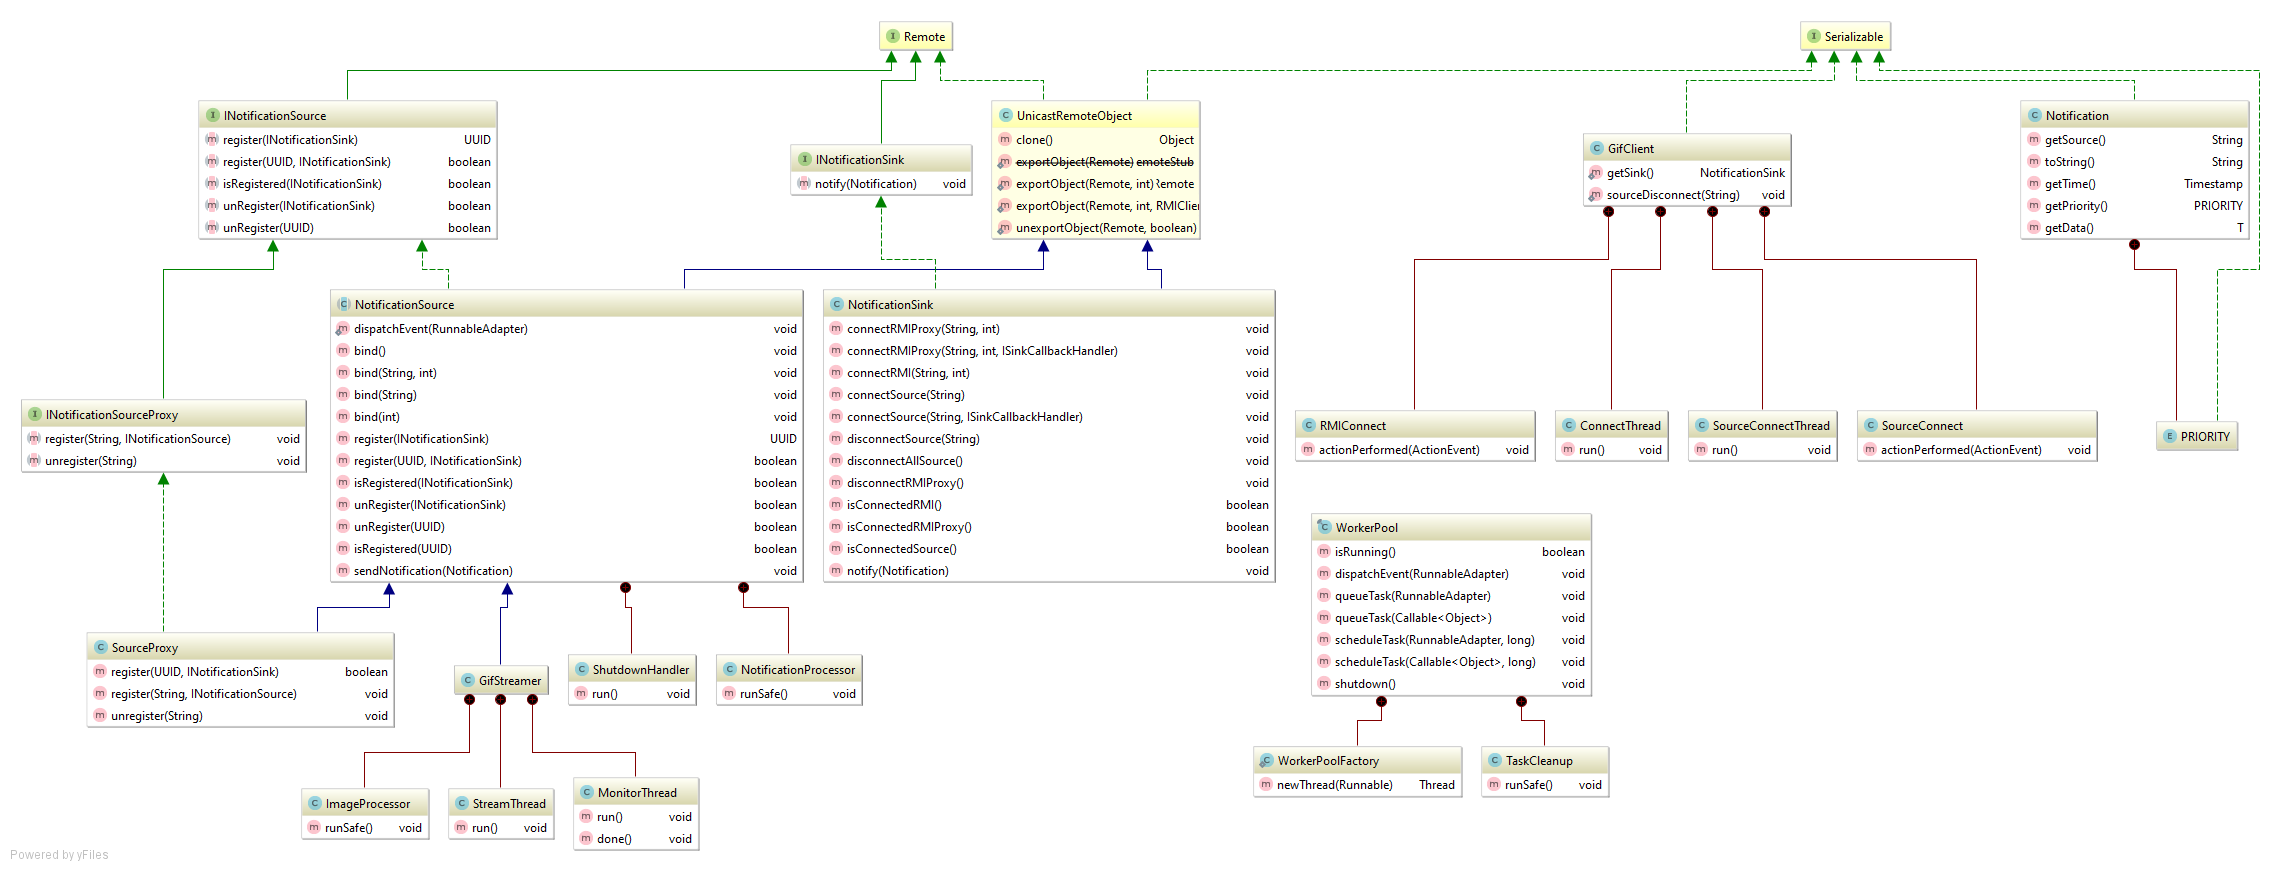 Remote
Serializable
INotificationSource
register(INotificationSink) UUID
register(UUID, INotificationSink) boolean
isRegistered(INotificationSink) boolean
unRegister(INotificationSink) boolean
unRegister(UUID) boolean
INotificationSink
notify(Notification) void
UnicastRemoteObject
clone() Object
exportObject(Remote) emoteStub
exportObject(Remote, int) Remote
exportObject(Remote, int, RMIClie
unexportObject(Remote, boolean)
GifClient
getSink() NotificationSink
sourceDisconnect(String) void
Notification
getSource() String
toString() String
getTime() Timestamp
getPriority() PRIORITY
getData() T
INotificationSourceProxy
register(String, INotificationSource) void
unregister(String) void
NotificationSource
dispatchEvent(RunnableAdapter) void
bind() void
bind(String, int) void
bind(String) void
bind(int) void
register(INotificationSink) UUID
register(UUID, INotificationSink) boolean
isRegistered(INotificationSink) boolean
unRegister(INotificationSink) boolean
unRegister(UUID) boolean
isRegistered(UUID) boolean
sendNotification(Notification) void
NotificationSink
connectRMIProxy(String, int) void
connectRMIProxy(String, int, ISinkCallbackHandler) void
connectRMI(String, int) void
connectSource(String) void
connectSource(String, ISinkCallbackHandler) void
disconnectSource(String) void
disconnectAllSource() void
disconnectRMIProxy() void
isConnectedRMI() boolean
isConnectedRMIProxy() boolean
isConnectedSource() boolean
notify(Notification) void
RMIConnect
actionPerformed(ActionEvent) void
ConnectThread
run() void
SourceConnectThread
run() void
SourceConnect
actionPerformed(ActionEvent) void
PRIORITY
WorkerPool
isRunning() boolean
dispatchEvent(RunnableAdapter) void
queueTask(RunnableAdapter) void
queueTask(Callable<Object>) void
scheduleTask(RunnableAdapter, long) void
scheduleTask(Callable<Object>, long) void
shutdown() void
SourceProxy
register(UUID, INotificationSink) boolean
register(String, INotificationSource) void
unregister(String) void
GifStreamer
ShutdownHandler
run() void
NotificationProcessor
runSafe() void
WorkerPoolFactory
newThread(Runnable) Thread
TaskCleanup
runSafe() void
ImageProcessor
runSafe() void
StreamThread
run() void
MonitorThread
run() void
done() void
Powered by yFiles